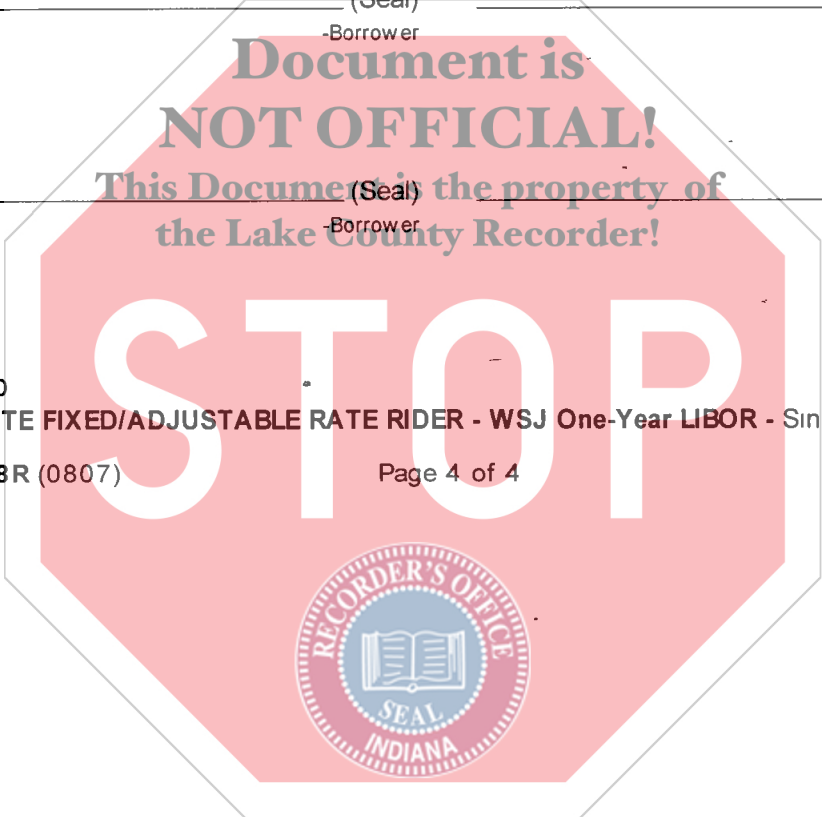 (Seal)
-Borrower
Document is
NOT OFFICIAL!
This Document is the property of
(Seal)
the Lake County Recorder!
-Borrower
STOP
TE FIXED/ADJUSTABLE RATE RIDER - WSJ One-Year LIBOR - Sin
R (0807) Page 4 of 4
RECORDER'S OFFICE
SEAL
INDIANA